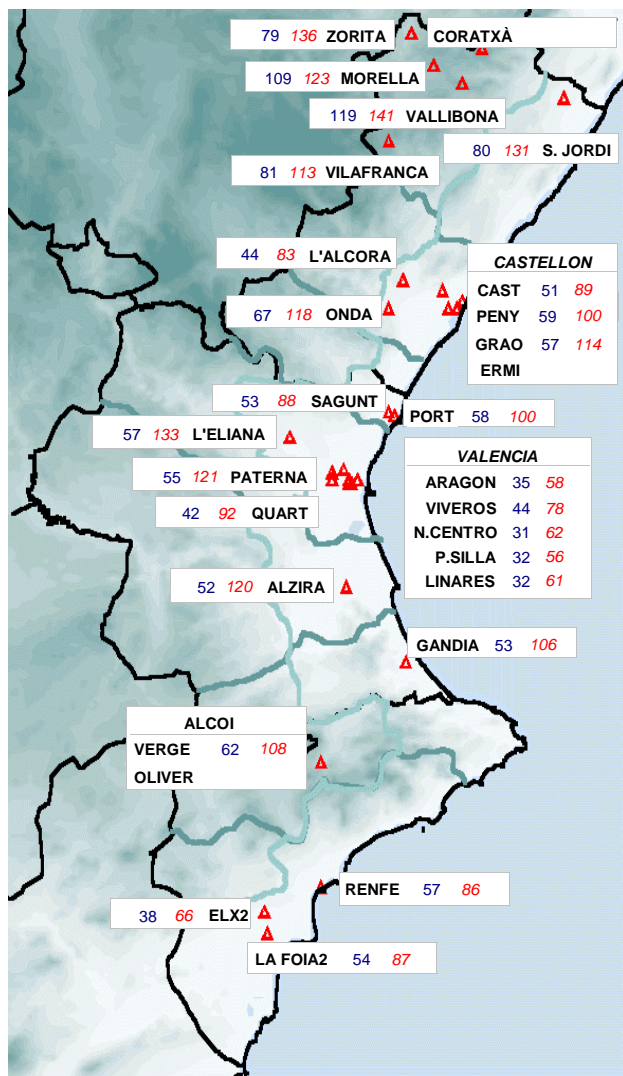 79 136 ZORITA
CORATXÀ
109 123 MORELLA
119 141 VALLIBONA
80 131 S. JORDI
81 113 VILAFRANCA
44 83 L'ALCORA
CASTELLON
CAST 51 89
PENY 59 100
GRAO 57 114
ERMI
67 118 ONDA
53 88 SAGUNT
PORT 58 100
57 133 L'ELIANA
VALENCIA
ARAGON 35 58
VIVEROS 44 78
N.CENTRO 31 62
P.SILLA 32 56
LINARES 32 61
55 121 PATERNA
42 92 QUART
52 120 ALZIRA
GANDIA 53 106
ALCOI
VERGE 62 108
OLIVER
RENFE 57 86
38 66 ELX2
LA FOIA2 54 87